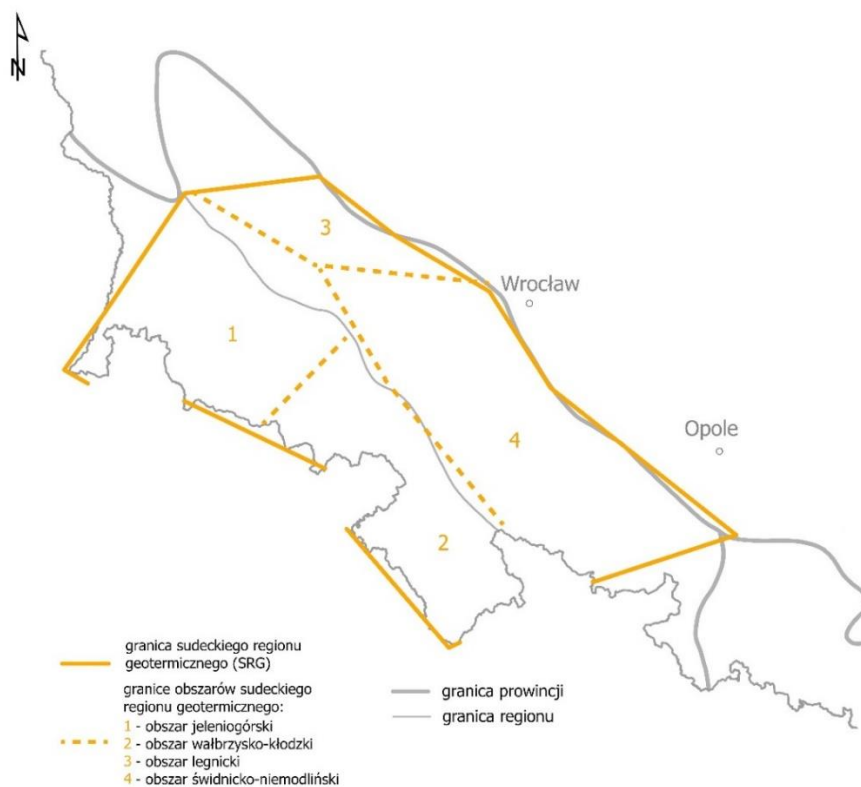 N
3
Wrocław
1
Opole
4
2
granica sudeckiego regionu
geotermicznego (SRG)
granice obszarów sudeckiego
regionu geotermicznego:
1 - obszar jeleniogórski
2 - obszar wałbrzysko-kłodzki
3 - obszar legnicki
4 - obszar świdnicko-niemodliński
granica prowincji
granica regionu